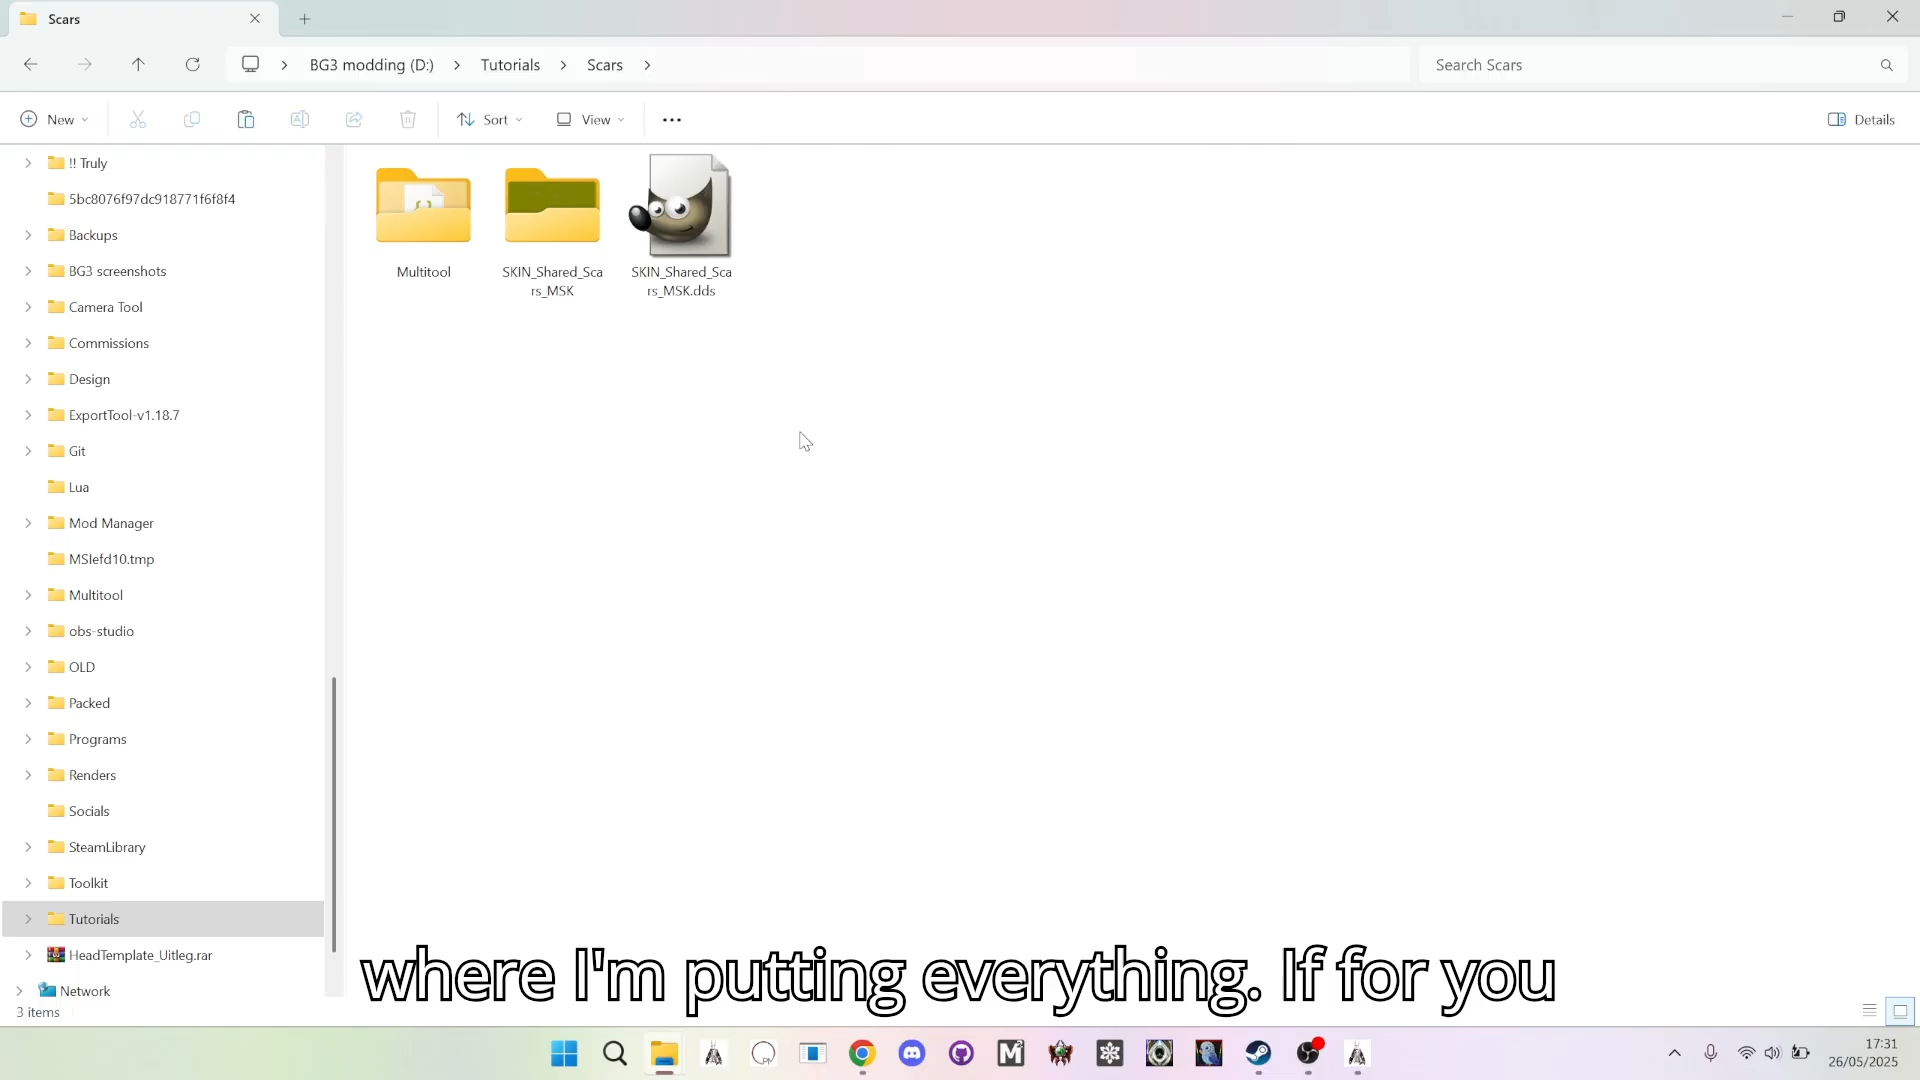 Scars
BG3 modding (D:)
Tutorials
Scars
Search Scars
New
Sort
View
Details
!! Truly
5bc8076f97dc918771f6f8f4
Backups
BG3 screenshots
Camera Tool
Commissions
Design
ExportTool-v1.18.7
Git
Lua
Mod Manager
MSIefd10.tmp
Multitool
obs-studio
OLD
Packed
Programs
Renders
Socials
SteamLibrary
Toolkit
Tutorials
HeadTemplate_Uitleg.rar
Network
3 items
Multitool
SKIN_Shared_Sca
rs_MSK
SKIN_Shared_Sca
rs_MSK.dds
where I'm putting everything. If for you
17:31
26/05/2025